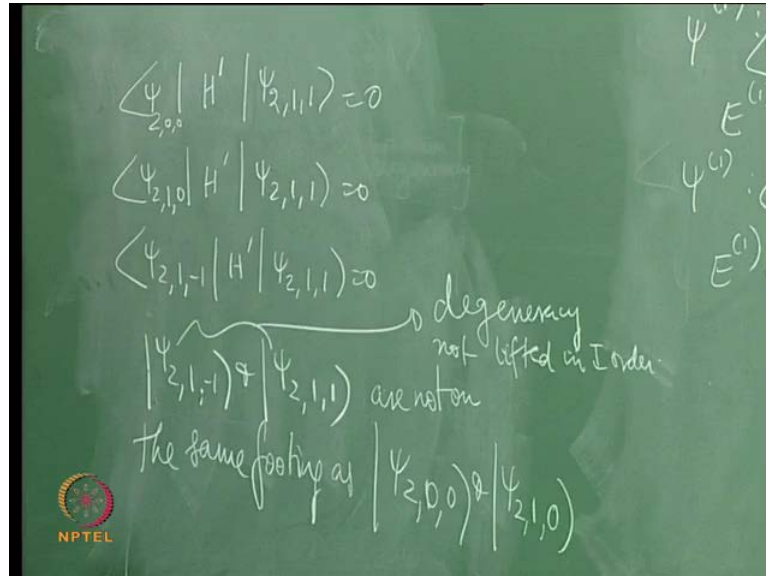 ⟨ψ₂,₀,₀| H′ |ψ₂,₁,₁⟩ = 0
⟨ψ₂,₁,₀| H′ |ψ₂,₁,₁⟩ = 0
⟨ψ₂,₁,₋₁| H′ |ψ₂,₁,₁⟩ = 0
degeneracy
not lifted in I order.
|ψ₂,₁,₋₁⟩ & |ψ₂,₁,₁⟩ are not on
the same footing as |ψ₂,₀,₀⟩ & |ψ₂,₁,₀⟩
ψ⁽¹⁾:
E⁽¹⁾
ψ⁽¹⁾:
E⁽¹⁾
NPTEL